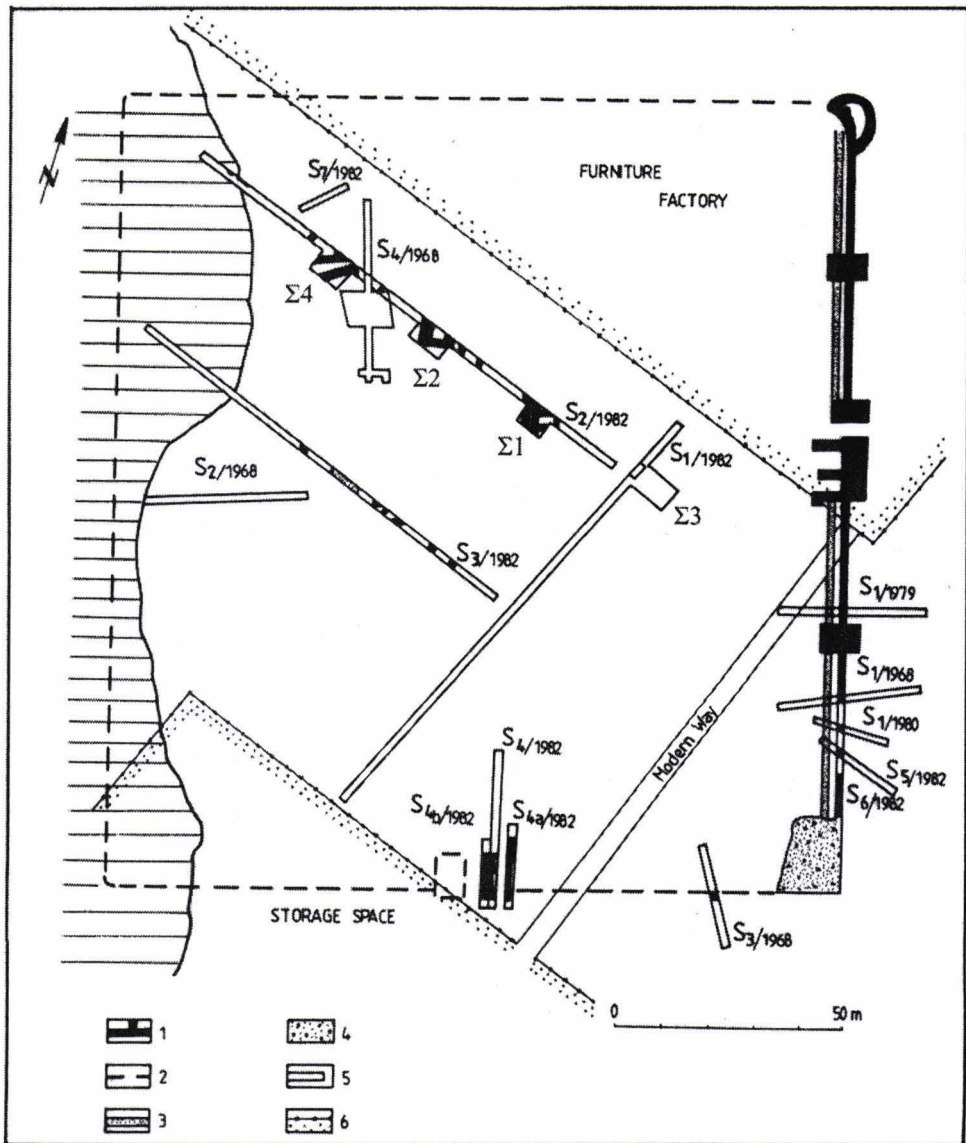 FURNITURE
FACTORY
N
S7/1982
S4/1968
Σ4
Σ2
S2/1982
Σ1
S1/1982
Σ3
S2/1968
S3/1982
S1/1979
S1/1968
S1/1980
S5/1982
S6/1982
Modern Way
S4/1982
S4b/1982
S4a/1982
STORAGE SPACE
S3/1968
0 50 m
1 4
2 5
3 6